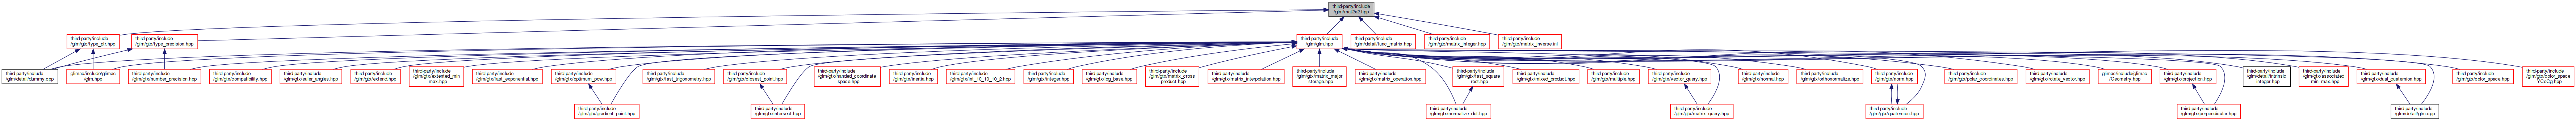 third-party/include
/glm/mat2x2.hpp
third-party/include
/glm/gtc/type_ptr.hpp
third-party/include
/glm/gtc/type_precision.hpp
third-party/include
/glm/glm.hpp
third-party/include
/glm/detail/func_matrix.hpp
third-party/include
/glm/gtc/matrix_integer.hpp
third-party/include
/glm/gtc/matrix_inverse.inl
third-party/include
/glm/detail/dummy.cpp
glimac/include/glimac
/glm.hpp
third-party/include
/glm/gtx/number_precision.hpp
third-party/include
/glm/gtx/compatibility.hpp
third-party/include
/glm/gtx/euler_angles.hpp
third-party/include
/glm/gtx/extend.hpp
third-party/include
/glm/gtx/extented_min
_max.hpp
third-party/include
/glm/gtx/fast_exponential.hpp
third-party/include
/glm/gtx/optimum_pow.hpp
third-party/include
/glm/gtx/fast_trigonometry.hpp
third-party/include
/glm/gtx/closest_point.hpp
third-party/include
/glm/gtx/handed_coordinate
_space.hpp
third-party/include
/glm/gtx/inertia.hpp
third-party/include
/glm/gtx/int_10_10_10_2.hpp
third-party/include
/glm/gtx/integer.hpp
third-party/include
/glm/gtx/log_base.hpp
third-party/include
/glm/gtx/matrix_cross
_product.hpp
third-party/include
/glm/gtx/matrix_interpolation.hpp
third-party/include
/glm/gtx/matrix_major
_storage.hpp
third-party/include
/glm/gtx/matrix_operation.hpp
third-party/include
/glm/gtx/fast_square
_root.hpp
third-party/include
/glm/gtx/mixed_product.hpp
third-party/include
/glm/gtx/multiple.hpp
third-party/include
/glm/gtx/vector_query.hpp
third-party/include
/glm/gtx/normal.hpp
third-party/include
/glm/gtx/orthonormalize.hpp
third-party/include
/glm/gtx/norm.hpp
third-party/include
/glm/gtx/polar_coordinates.hpp
third-party/include
/glm/gtx/rotate_vector.hpp
glimac/include/glimac
/Geometry.hpp
third-party/include
/glm/gtx/projection.hpp
third-party/include
/glm/detail/intrinsic
_integer.hpp
third-party/include
/glm/gtx/associated
_min_max.hpp
third-party/include
/glm/gtx/dual_quaternion.hpp
third-party/include
/glm/gtx/color_space.hpp
third-party/include
/glm/gtx/color_space
_YCoCg.hpp
third-party/include
/glm/gtx/gradient_paint.hpp
third-party/include
/glm/gtx/intersect.hpp
third-party/include
/glm/gtx/normalize_dot.hpp
third-party/include
/glm/gtx/matrix_query.hpp
third-party/include
/glm/gtx/quaternion.hpp
third-party/include
/glm/gtx/perpendicular.hpp
third-party/include
/glm/detail/glm.cpp